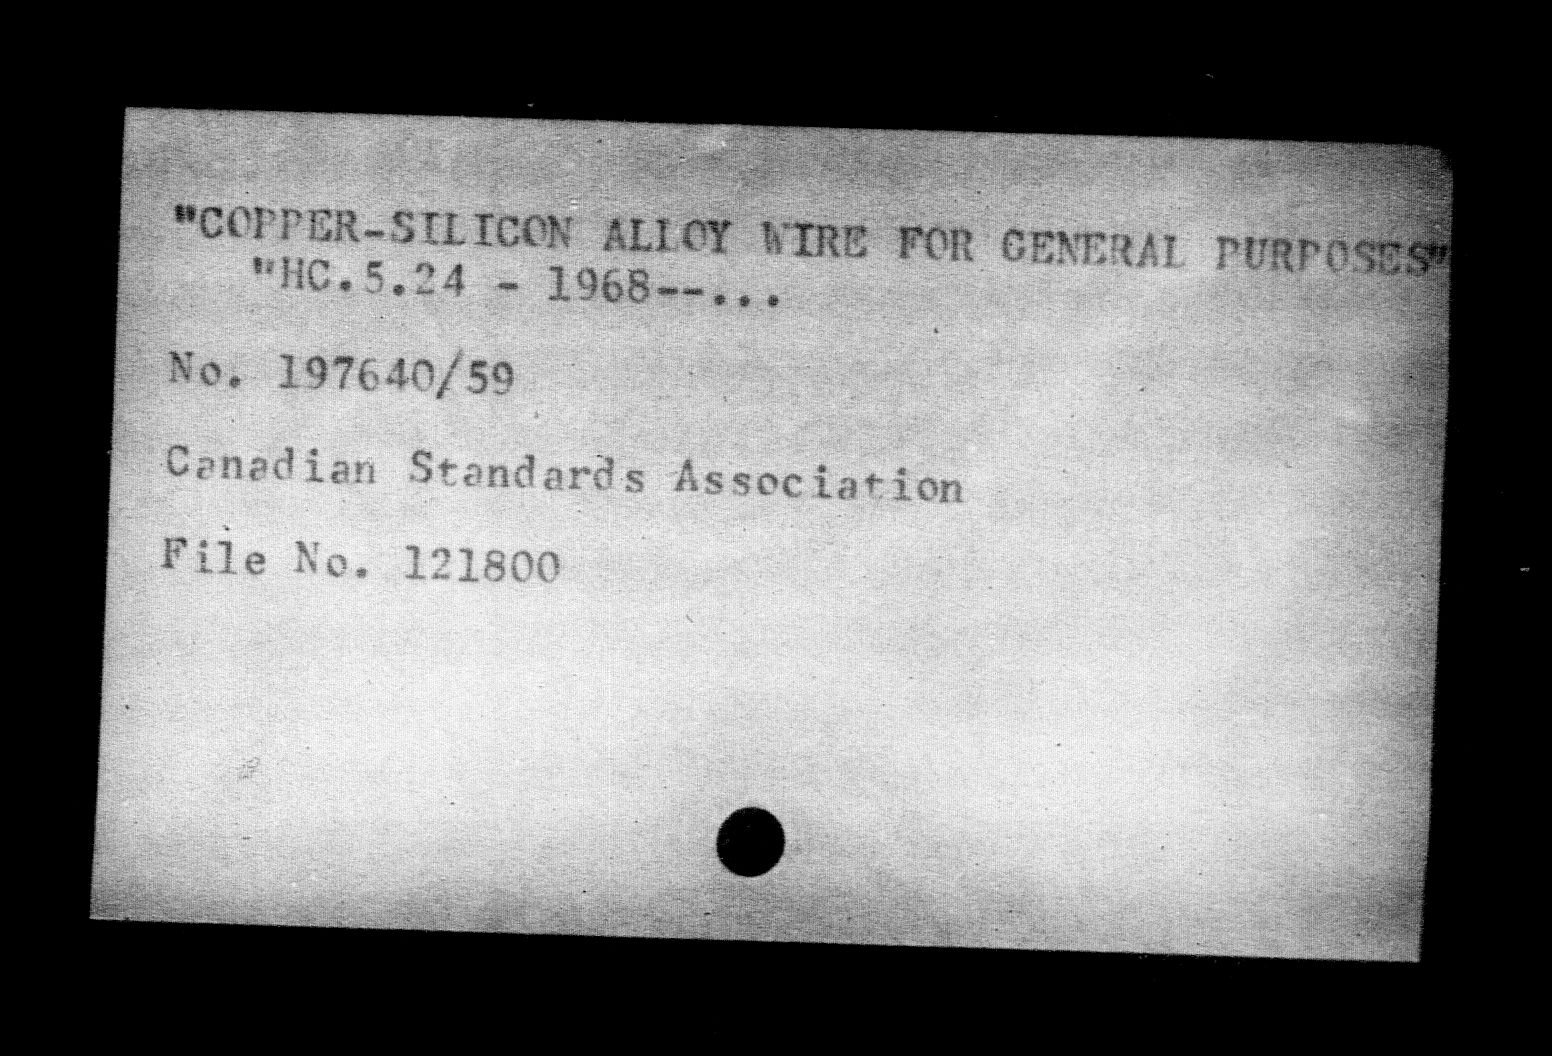 "COPPER-SILICON ALLOY WIRE FOR GENERAL PURPOSES"
"HC.5.24 - 1968--...
No. 197640/59
Canadian Standards Association
File No. 121800